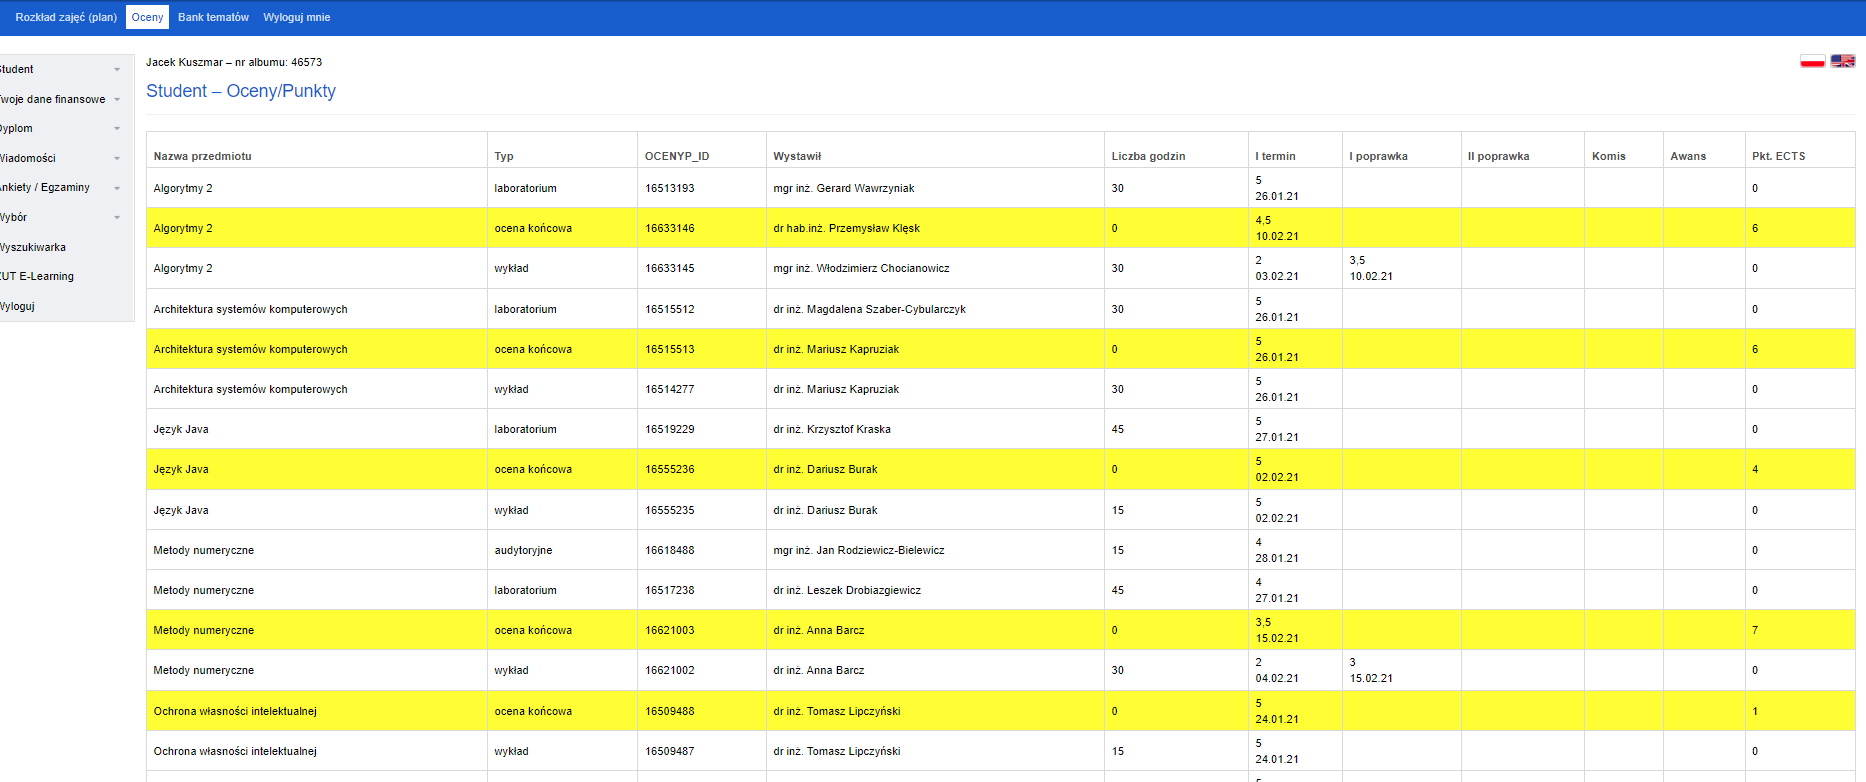 Rozkład zajęć (plan) Oceny Bank tematów Wyloguj mnie
Student
Twoje dane finansowe
Dyplom
Wiadomości
Ankiety / Egzaminy
Wybór
Wyszukiwarka
ZUT E-Learning
Wyloguj
Jacek Kuszmar – nr albumu: 46573
Student – Oceny/Punkty
Nazwa przedmiotu Typ OCENYP_ID Wystawił Liczba godzin I termin I poprawka II poprawka Komis Awans Pkt. ECTS
Algorytmy 2 laboratorium 16513193 mgr inż. Gerard Wawrzyniak 30 5 0
26.01.21
Algorytmy 2 ocena końcowa 16633146 dr hab.inż. Przemysław Klęsk 0 4,5 6
10.02.21
Algorytmy 2 wykład 16633145 mgr inż. Włodzimierz Chocianowicz 30 2 3,5 0
03.02.21 10.02.21
Architektura systemów komputerowych laboratorium 16515512 dr inż. Magdalena Szaber-Cybularczyk 30 5 0
26.01.21
Architektura systemów komputerowych ocena końcowa 16515513 dr inż. Mariusz Kapruziak 0 5 6
26.01.21
Architektura systemów komputerowych wykład 16514277 dr inż. Mariusz Kapruziak 30 5 0
26.01.21
Język Java laboratorium 16519229 dr inż. Krzysztof Kraska 45 5 0
27.01.21
Język Java ocena końcowa 16555236 dr inż. Dariusz Burak 0 5 4
02.02.21
Język Java wykład 16555235 dr inż. Dariusz Burak 15 5 0
02.02.21
Metody numeryczne audytoryjne 16618488 mgr inż. Jan Rodziewicz-Bielewicz 15 4 0
28.01.21
Metody numeryczne laboratorium 16517238 dr inż. Leszek Drobiazgiewicz 45 4 0
27.01.21
Metody numeryczne ocena końcowa 16621003 dr inż. Anna Barcz 0 3,5 7
15.02.21
Metody numeryczne wykład 16621002 dr inż. Anna Barcz 30 2 3 0
04.02.21 15.02.21
Ochrona własności intelektualnej ocena końcowa 16509488 dr inż. Tomasz Lipczyński 0 5 1
24.01.21
Ochrona własności intelektualnej wykład 16509487 dr inż. Tomasz Lipczyński 15 5 0
24.01.21